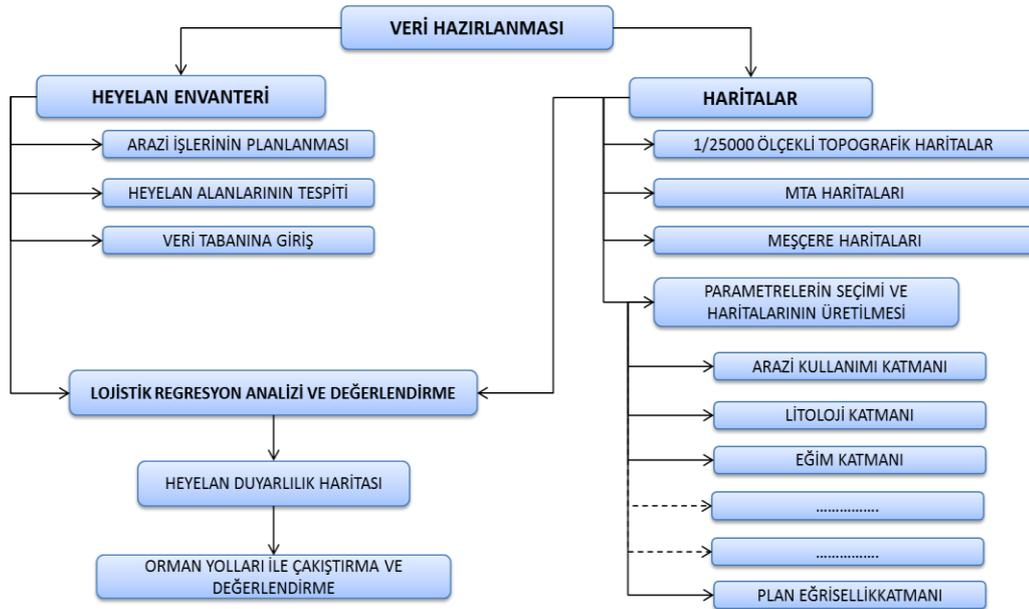 VERİ HAZIRLANMASI
HEYELAN ENVANTERİ
ARAZİ İŞLERİNİN PLANLANMASI
HEYELAN ALANLARININ TESPİTİ
VERİ TABANINA GİRİŞ
HARİTALAR
1/25000 ÖLÇEKLİ TOPOGRAFİK HARİTALAR
MTA HARİTALARI
MEŞÇERE HARİTALARI
PARAMETRELERİN SEÇİMİ VE
HARİTALARININ ÜRETİLMESİ
ARAZİ KULLANIMI KATMANI
LİTOLOJİ KATMANI
EĞİM KATMANI
................
................
PLAN EĞRİSELLİKKATMANI
LOJİSTİK REGRESYON ANALİZİ VE DEĞERLENDİRME
HEYELAN DUYARLILIK HARİTASI
ORMAN YOLLARI İLE ÇAKIŞTIRMA VE
DEĞERLENDİRME